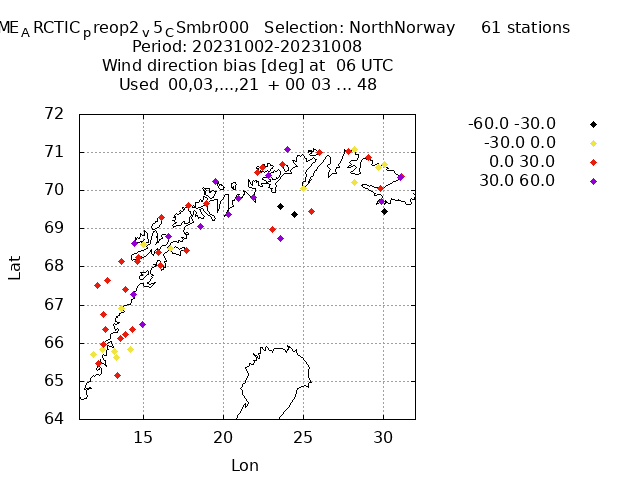 ME_ARCTIC_preop2_v5_CSmbr000   Selection: NorthNorway     61 stations
Period: 20231002-20231008
Wind direction bias [deg] at  06 UTC
Used  00,03,...,21  + 00 03 ... 48
-60.0 -30.0
-30.0 0.0
0.0 30.0
30.0 60.0
72
71
70
69
68
67
66
65
64
Lat
15 20 25 30
Lon